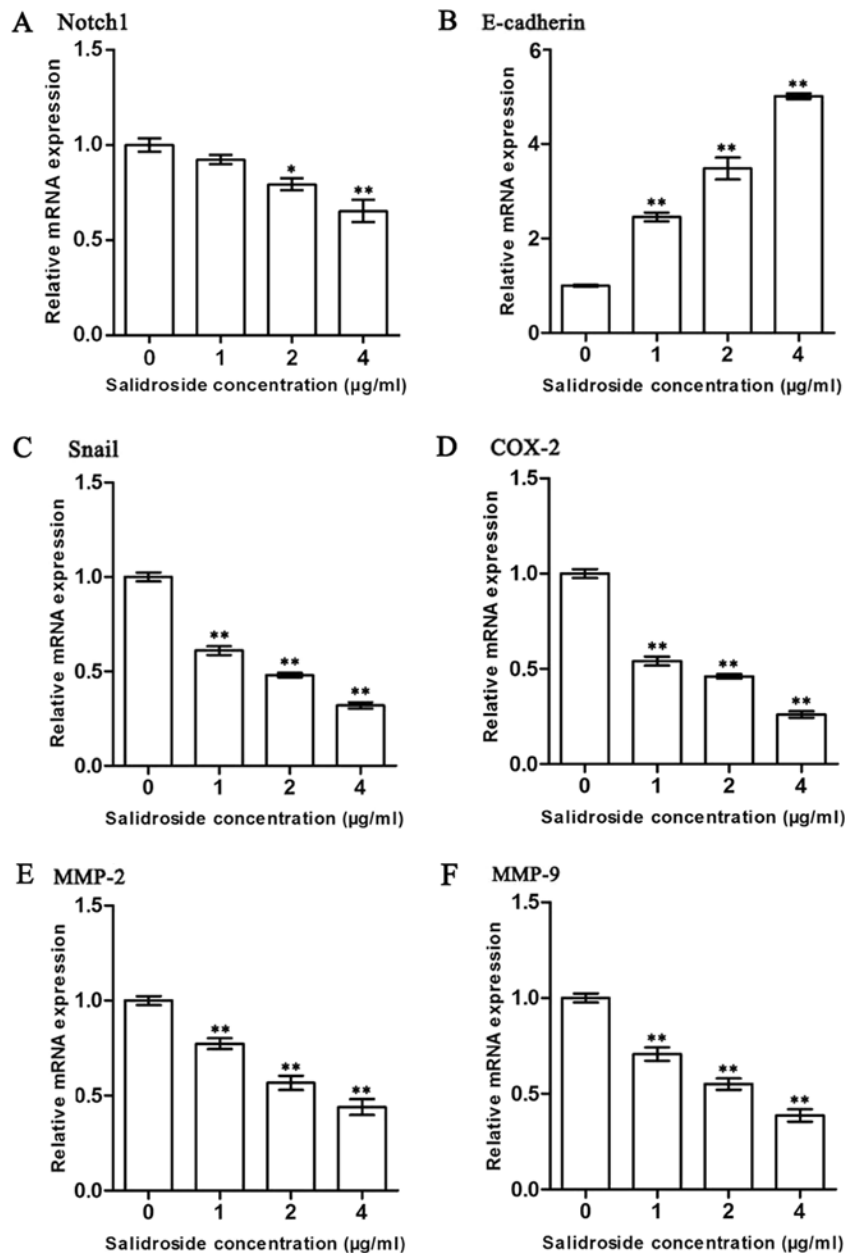 A Notch1
Relative mRNA expression
1.5
1.0
0.5
0.0
*
**
0 1 2 4
Salidroside concentration (µg/ml)
B E-cadherin
Relative mRNA expression
6
4
2
0
**
**
**
0 1 2 4
Salidroside concentration (µg/ml)
C Snail
Relative mRNA expression
1.5
1.0
0.5
0.0
**
**
**
0 1 2 4
Salidroside concentration (µg/ml)
D COX-2
Relative mRNA expression
1.5
1.0
0.5
0.0
**
**
**
0 1 2 4
Salidroside concentration (µg/ml)
E MMP-2
Relative mRNA expression
1.5
1.0
0.5
0.0
**
**
**
0 1 2 4
Salidroside concentration (µg/ml)
F MMP-9
Relative mRNA expression
1.5
1.0
0.5
0.0
**
**
**
0 1 2 4
Salidroside concentration (µg/ml)